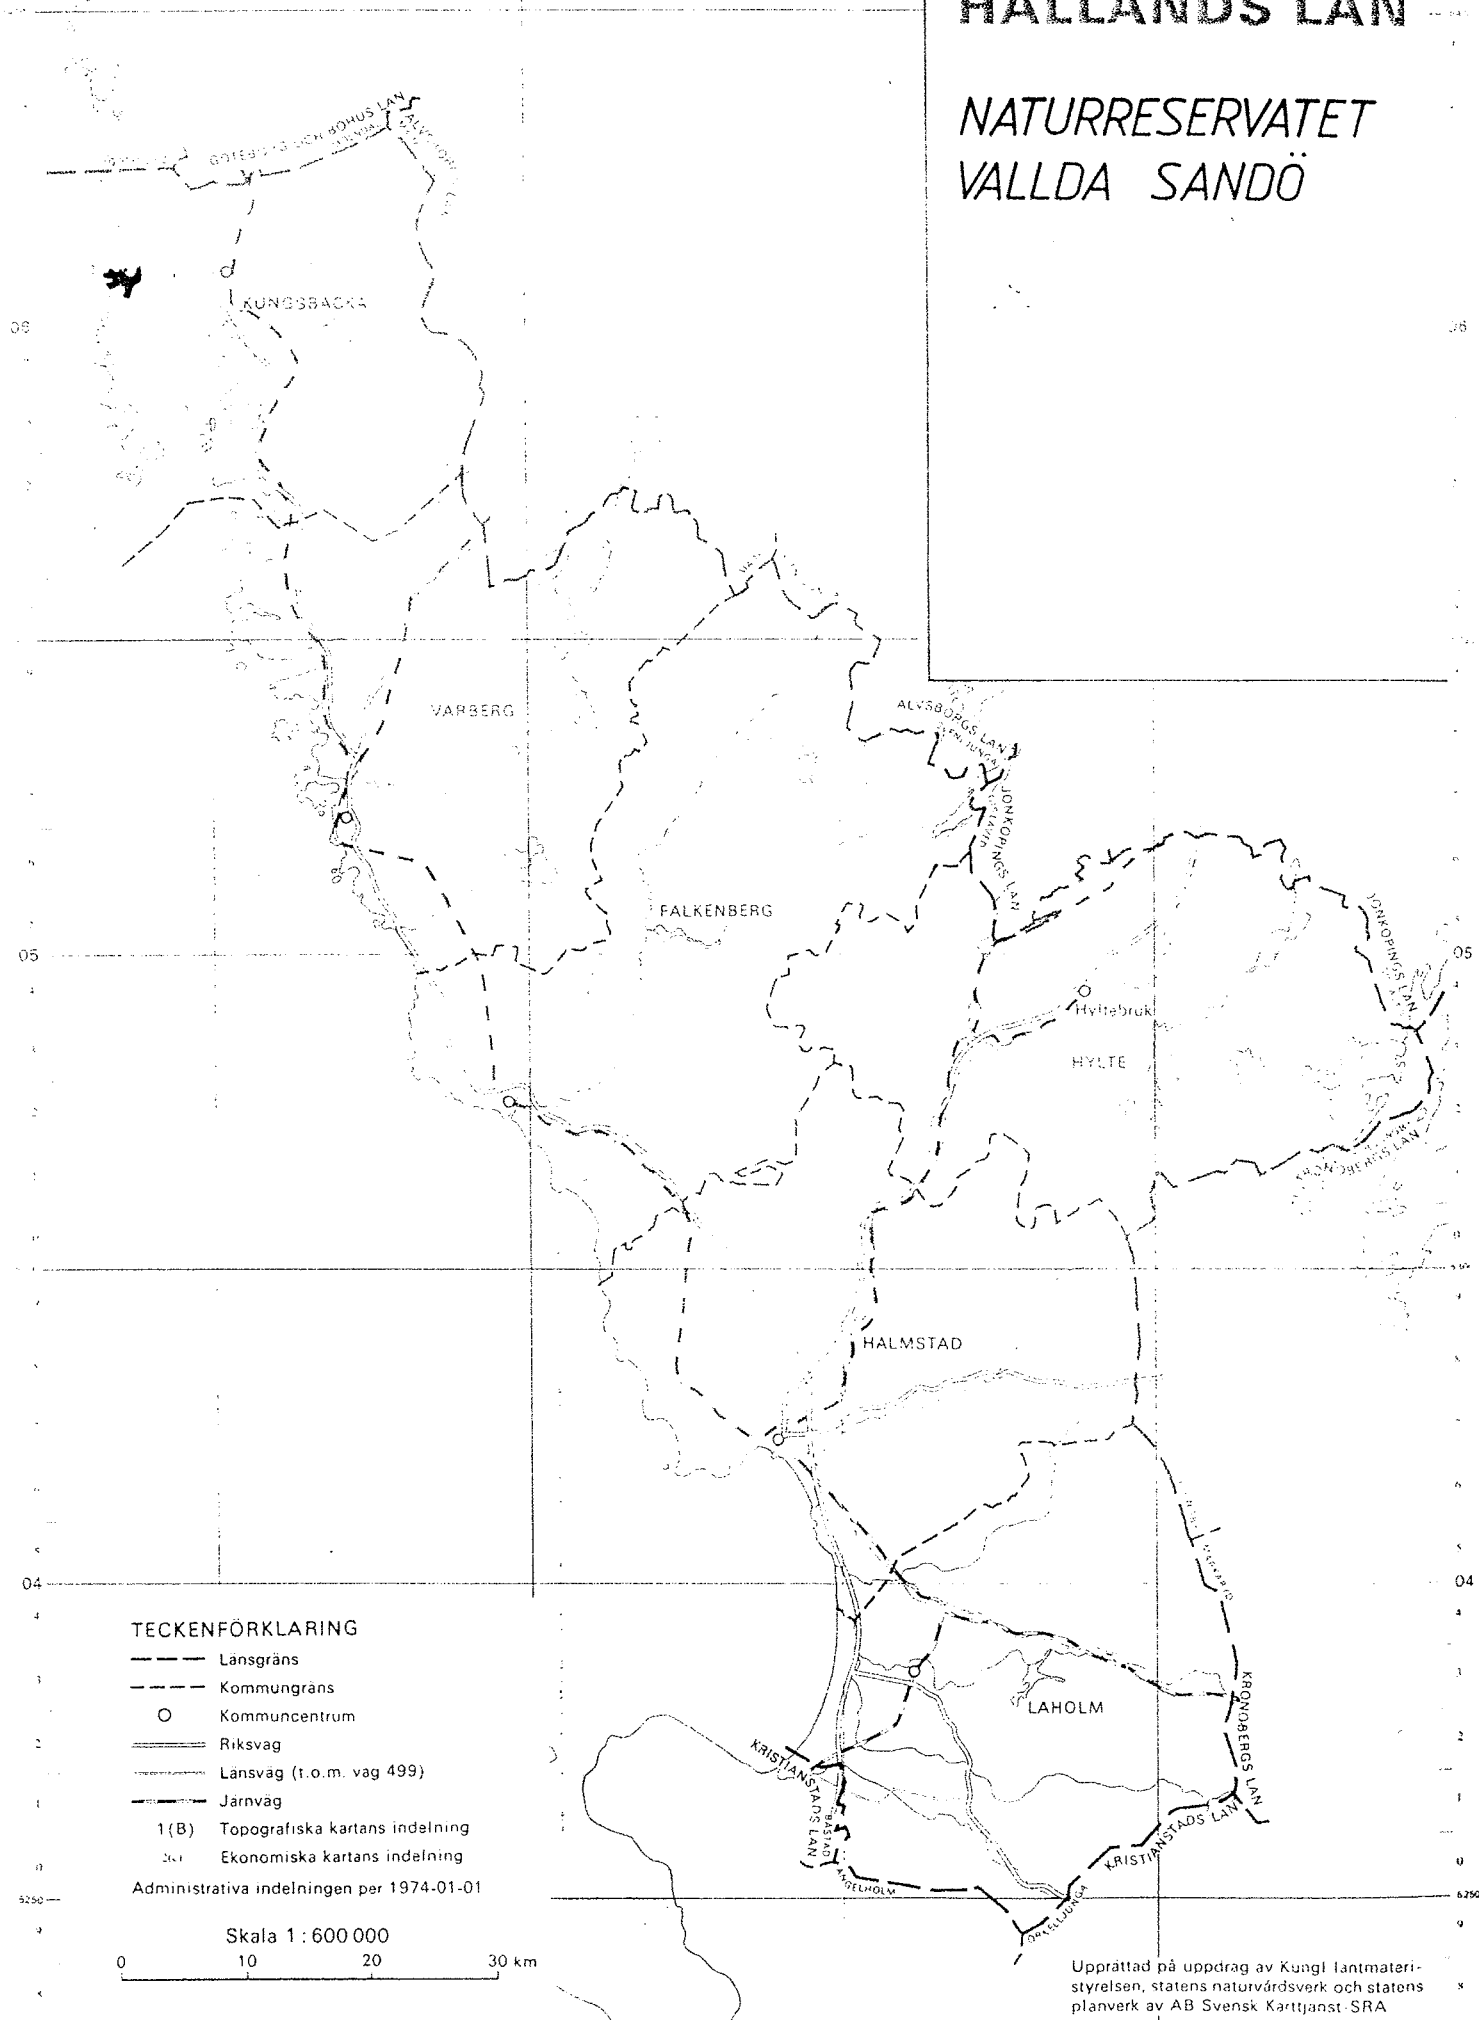 HALLANDS LÄN
NATURRESERVATET
VALLDA SANDÖ
GÖTEBORGS OCH BOHUS LÄN
KUNGSBACKA
06
06
VARBERG
ÄLVSBORGS LÄN
JÖNKÖPINGS LÄN
FALKENBERG
JÖNKÖPINGS LÄN
05
05
Hyltebruk
HYLTE
KRONOBERGS LÄN
HALMSTAD
04
04
TECKENFÖRKLARING
Länsgräns
Kommungräns
Kommuncentrum
Riksväg
Länsväg (t.o.m. väg 499)
Järnväg
1(B) Topografiska kartans indelning
Ekonomiska kartans indelning
Administrativa indelningen per 1974-01-01
LAHOLM
KRONOBERGS LÄN
KRISTIANSTADS LÄN
BÅSTAD
KRISTIANSTADS LÄN
ÄNGELHOLM
ÖRKELLJUNGA
6250
6250
Skala 1 : 600 000
0 10 20 30 km
Upprättad på uppdrag av Kungl lantmäteri-
styrelsen, statens naturvårdsverk och statens
planverk av AB Svensk Karttjänst-SRA